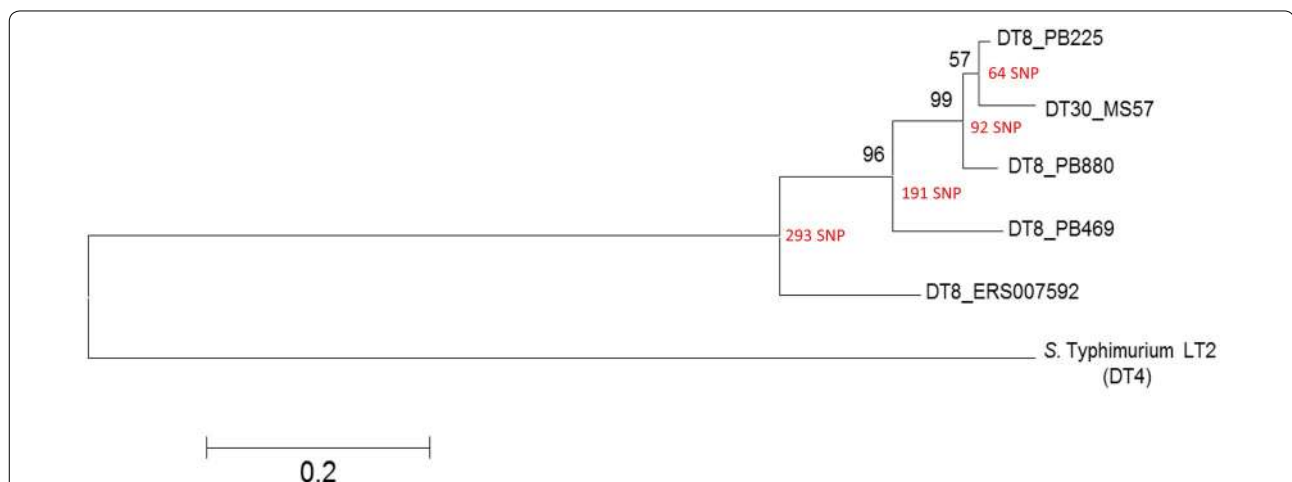 DT8_PB225
57
64 SNP
99
DT30_MS57
92 SNP
96
DT8_PB880
191 SNP
DT8_PB469
293 SNP
DT8_ERS007592
S. Typhimurium LT2
(DT4)
0.2